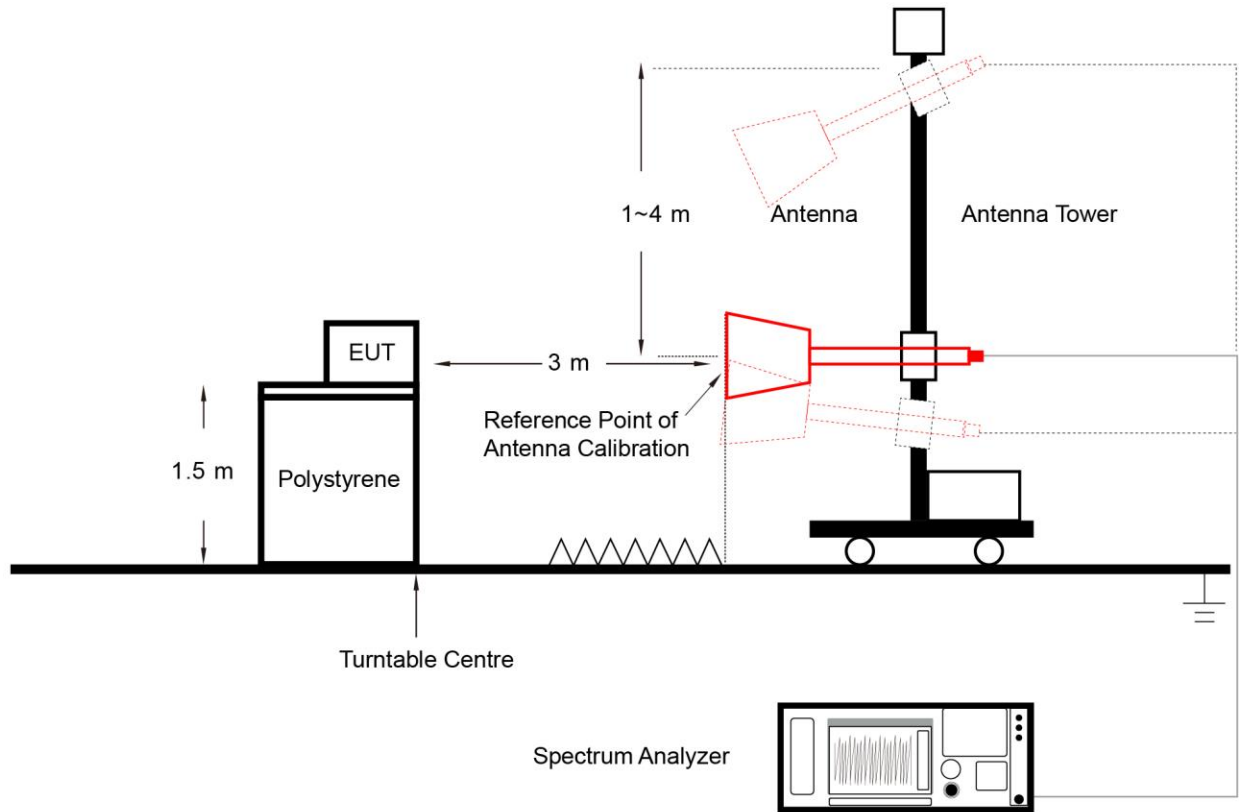 1~4 m
Antenna
Antenna Tower
EUT
3 m
Reference Point of
Antenna Calibration
1.5 m
Polystyrene
Turntable Centre
Spectrum Analyzer